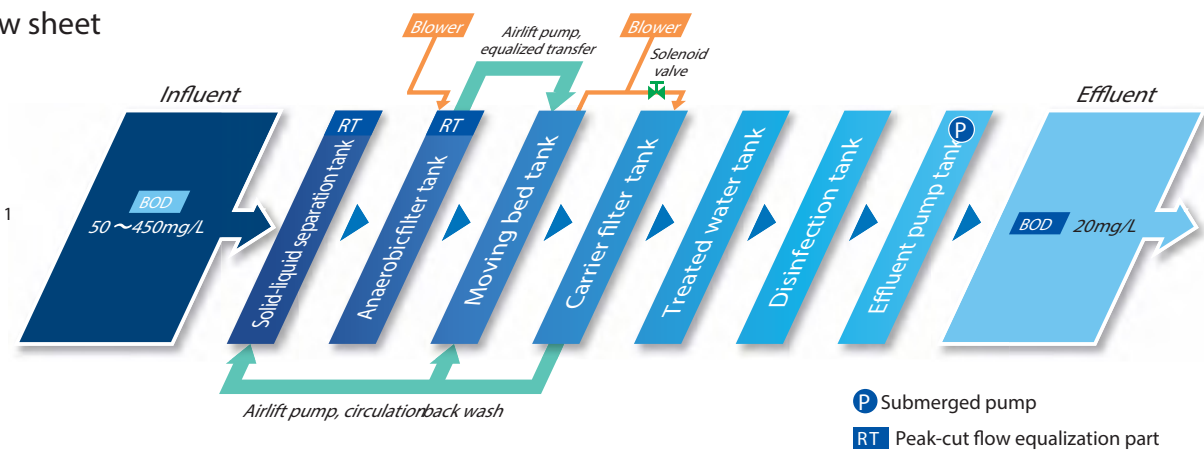 w sheet
Blower
Airlift pump,
equalized transfer
Blower
Solenoid
valve
Influent
Effluent
RT
RT
P
BOD
50~450mg/L
1
Solid-liquid separation tank
Anaerobicfilter tank
Moving bed tank
Carrier filter tank
Treated water tank
Disinfection tank
Effluent pump tank
BOD 20mg/L
Airlift pump, circulationback wash
P Submerged pump
RT Peak-cut flow equalization part